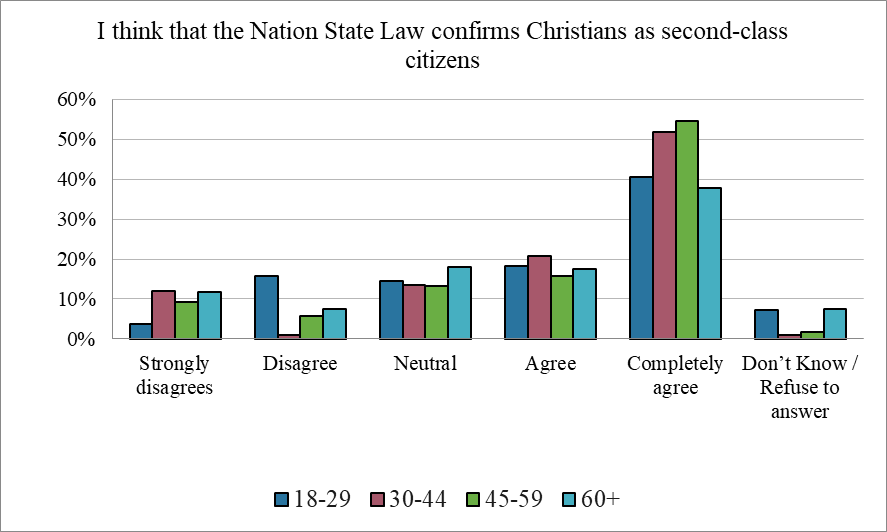 I think that the Nation State Law confirms Christians as second-class
citizens
60%
50%
40%
30%
20%
10%
0%
Strongly
disagrees
Disagree
Neutral
Agree
Completely
agree
Don’t Know /
Refuse to
answer
18-29
30-44
45-59
60+